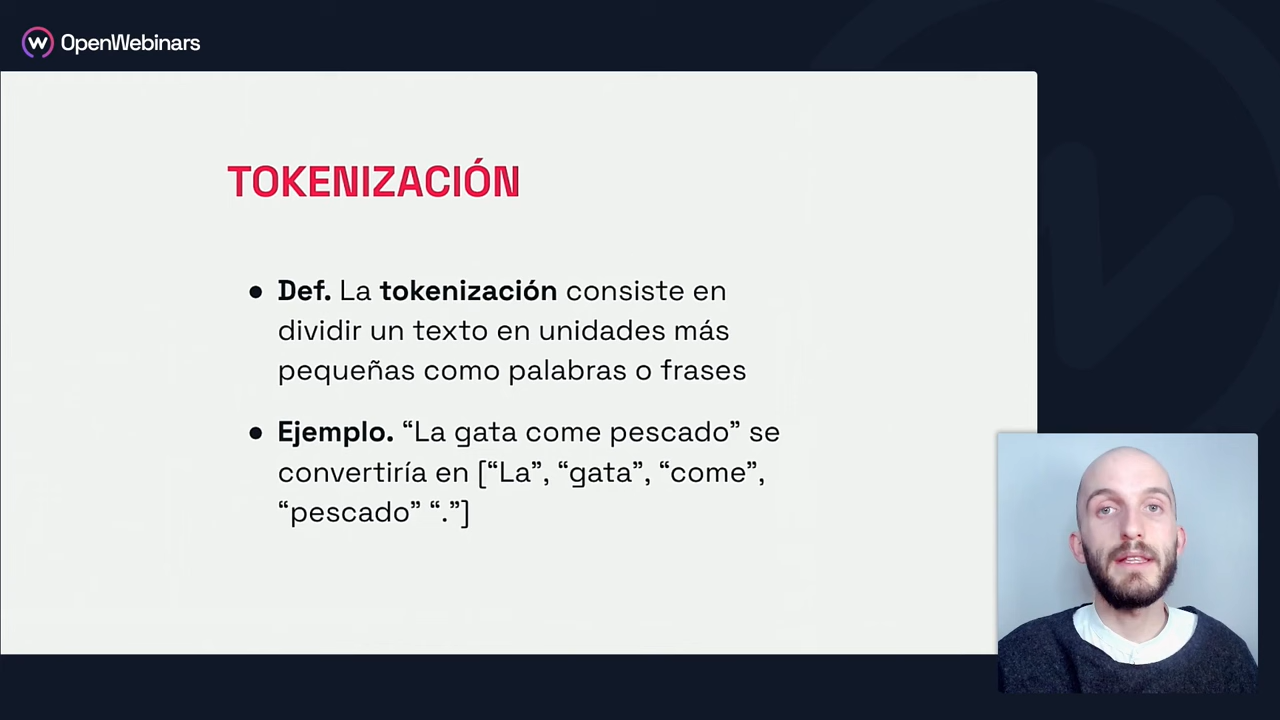 OpenWebinars
TOKENIZACIÓN
● Def. La tokenización consiste en
dividir un texto en unidades más
pequeñas como palabras o frases
● Ejemplo. “La gata come pescado” se
convertiría en [“La”, “gata”, “come”,
“pescado” “.”]